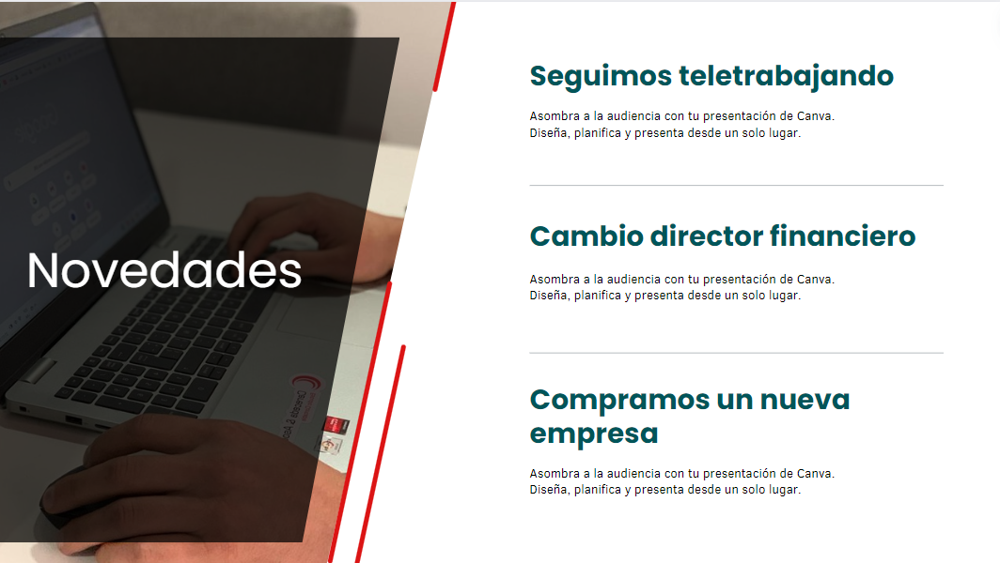 Novedades
Seguimos teletrabajando
Asombra a la audiencia con tu presentación de Canva.
Diseña, planifica y presenta desde un solo lugar.
Cambio director financiero
Asombra a la audiencia con tu presentación de Canva.
Diseña, planifica y presenta desde un solo lugar.
Compramos un nueva
empresa
Asombra a la audiencia con tu presentación de Canva.
Diseña, planifica y presenta desde un solo lugar.